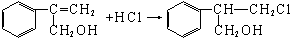 C=CH₂ +HCl → CH—CH₂Cl
CH₂OH CH₂OH